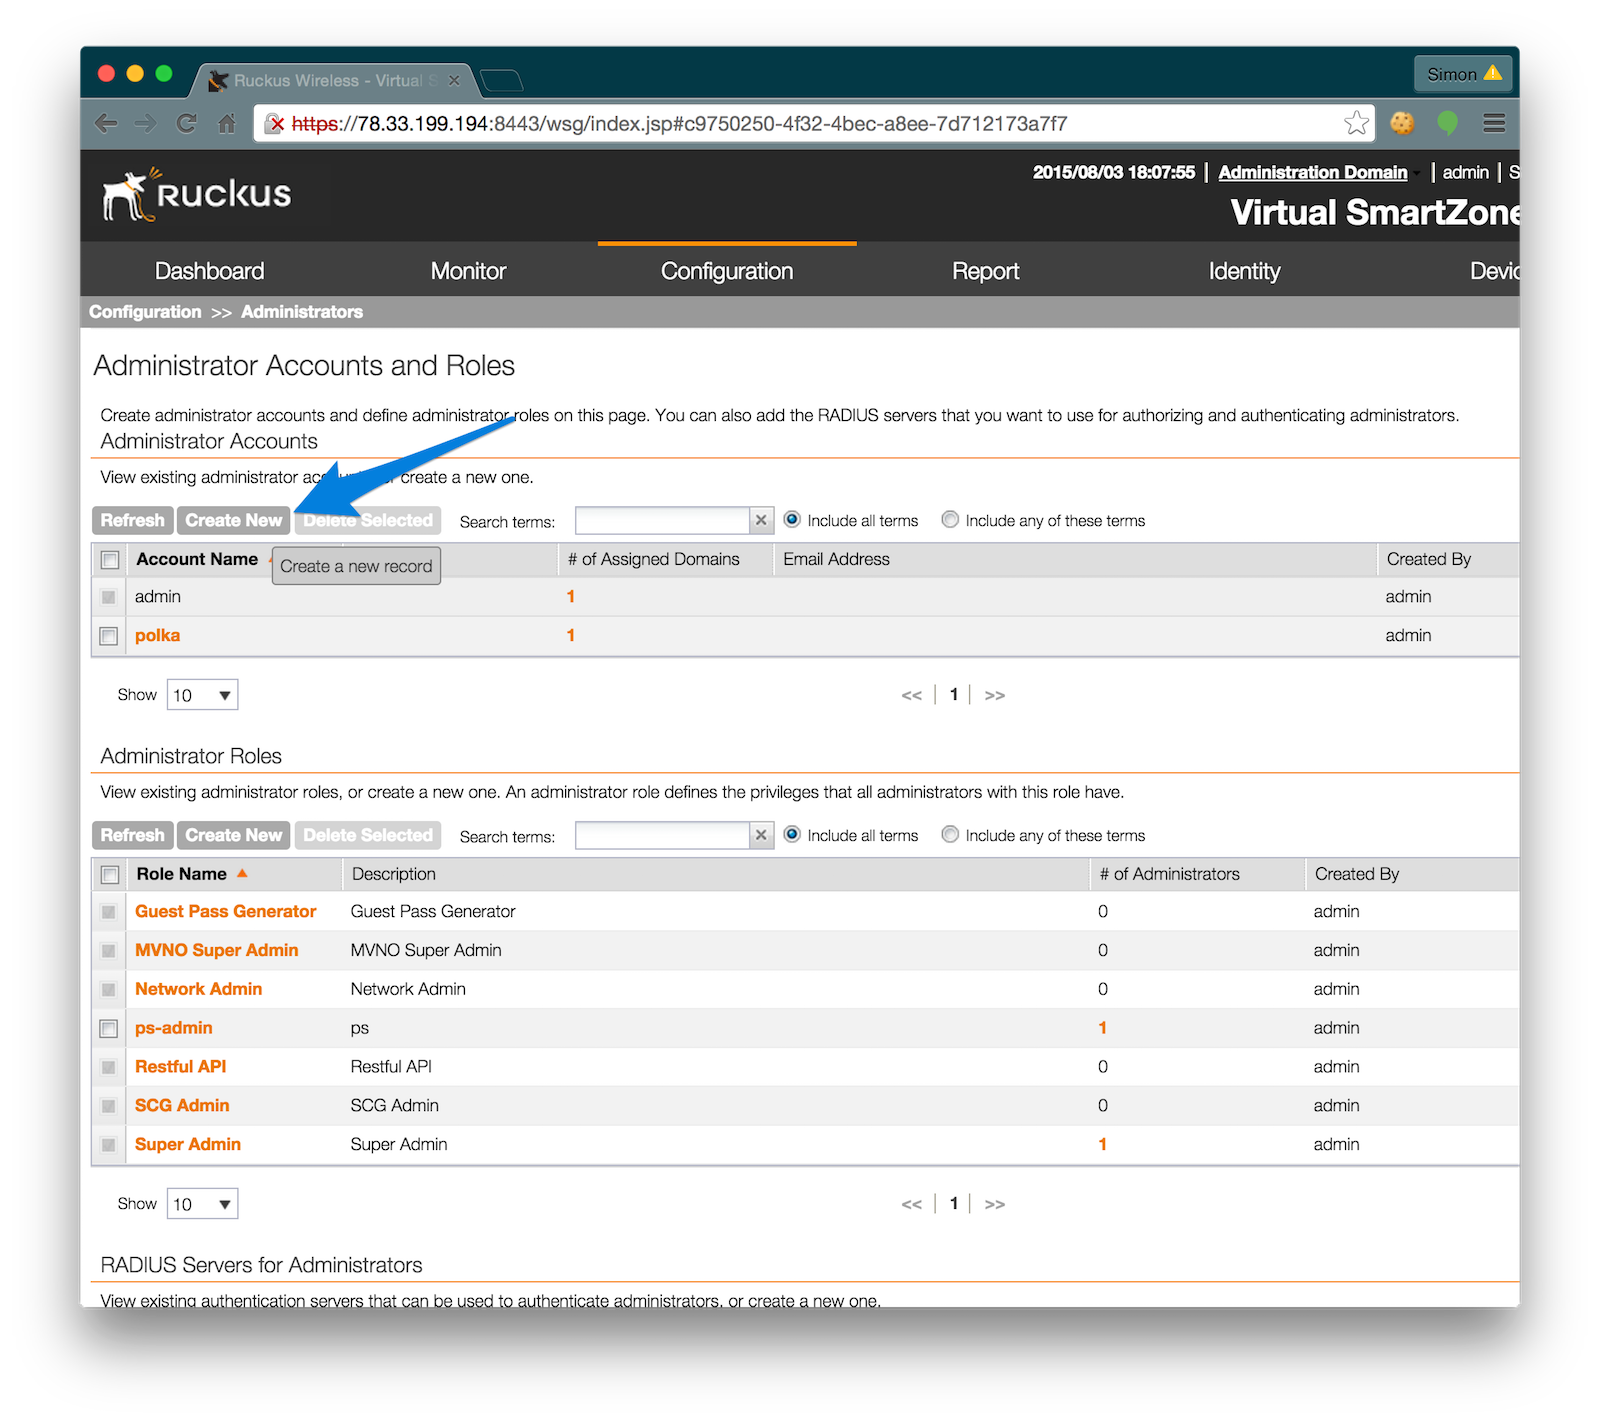 Ruckus Wireless - Virtual S
Simon
https://78.33.199.194:8443/wsg/index.jsp#c9750250-4f32-4bec-a8ee-7d712173a7f7
Ruckus
2015/08/03 18:07:55 | Administration Domain | admin | S
Virtual SmartZone
Dashboard Monitor Configuration Report Identity Devic
Configuration >> Administrators
Administrator Accounts and Roles
Create administrator accounts and define administrator roles on this page. You can also add the RADIUS servers that you want to use for authorizing and authenticating administrators.
Administrator Accounts
View existing administrator create a new one.
Refresh Create New Delete Selected Search terms: Include all terms Include any of these terms
Account Name # of Assigned Domains Email Address Created By
Create a new record
admin 1 admin
polka 1 admin
Show 10 << | 1 | >>
Administrator Roles
View existing administrator roles, or create a new one. An administrator role defines the privileges that all administrators with this role have.
Refresh Create New Delete Selected Search terms: Include all terms Include any of these terms
Role Name Description # of Administrators Created By
Guest Pass Generator Guest Pass Generator 0 admin
MVNO Super Admin MVNO Super Admin 0 admin
Network Admin Network Admin 0 admin
ps-admin ps 1 admin
Restful API Restful API 0 admin
SCG Admin SCG Admin 0 admin
Super Admin Super Admin 1 admin
Show 10 << | 1 | >>
RADIUS Servers for Administrators
View existing authentication servers that can be used to authenticate administrators, or create a new one.